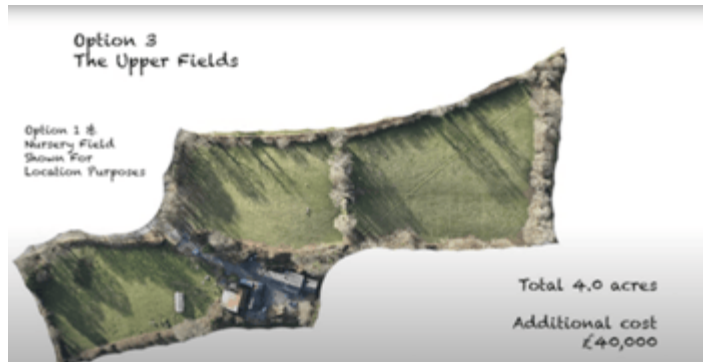 Option 3
The Upper Fields
Option 1 &
Nursery Field
Shown For
Location Purposes
Total 4.0 acres
Additional cost
£40,000